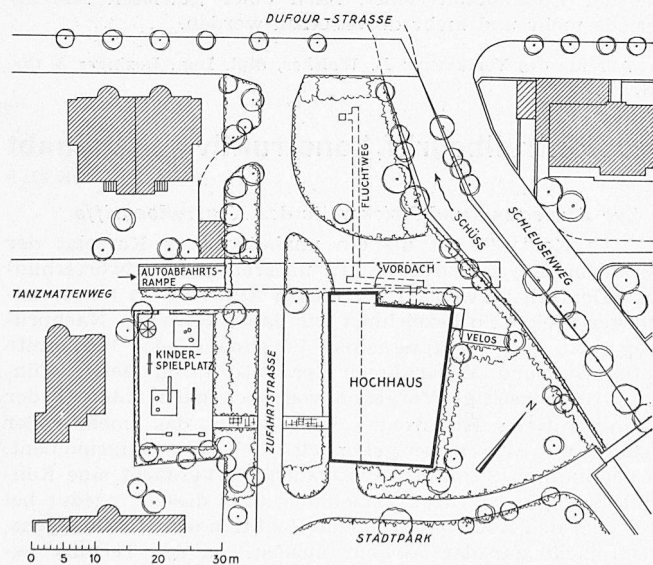 DUFOUR-STRASSE
FLUCHTWEG
SCHÜSS
SCHLEUSENWEG
AUTOABFAHRTS-
RAMPE
VORDACH
TANZMATTENWEG
KINDER-
SPIELPLATZ
ZUFAHRTSTRASSE
HOCHHAUS
VELOS
N
STADTPARK
0 5 10 20 30m